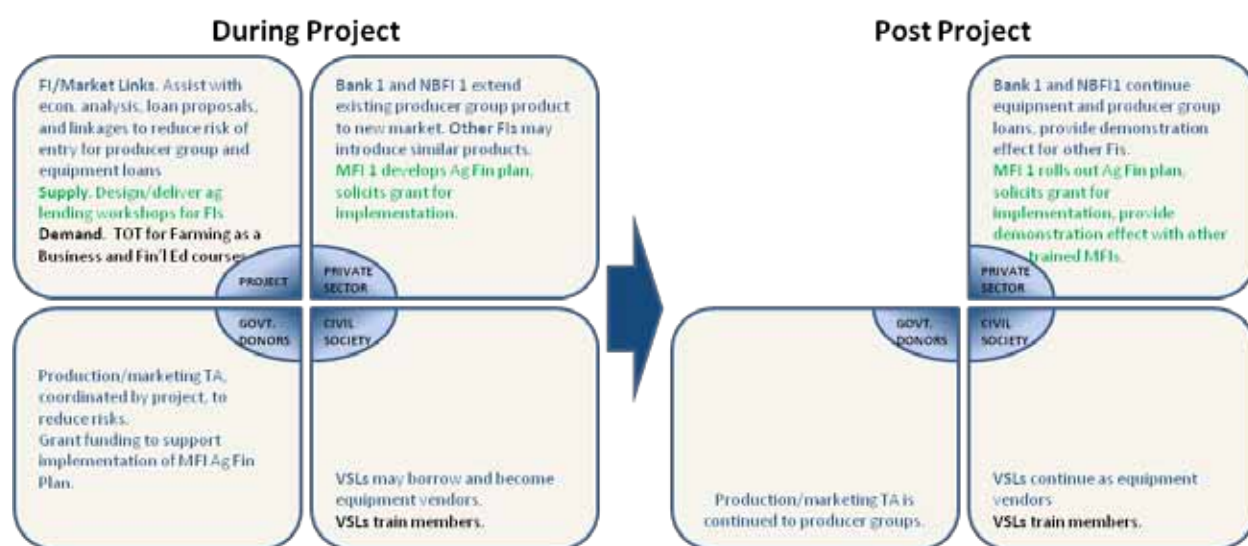 During Project
FI/Market Links. Assist with
econ. analysis, loan proposals,
and linkages to reduce risk of
entry for producer group and
equipment loans
Supply. Design/deliver ag
lending workshops for FIs
Demand. TOT for Farming as a
Business and Fin'l Ed courses
PROJECT
Bank 1 and NBFI 1 extend
existing producer group product
to new market. Other FIs may
introduce similar products.
MFI 1 develops Ag Fin plan,
solicits grant for
implementation.
PRIVATE
SECTOR
GOVT.
DONORS
Production/marketing TA,
coordinated by project, to
reduce risks.
Grant funding to support
implementation of MFI Ag Fin
Plan.
CIVIL
SOCIETY
VSLs may borrow and become
equipment vendors.
VSLs train members.
Post Project
Bank 1 and NBFI1 continue
equipment and producer group
loans, provide demonstration
effect for other Fis.
MFI 1 rolls out Ag Fin plan,
solicits grant for
implementation, provide
demonstration effect with other
trained MFIs.
PRIVATE
SECTOR
GOVT.
DONORS
Production/marketing TA is
continued to producer groups.
CIVIL
SOCIETY
VSLs continue as equipment
vendors
VSLs train members.